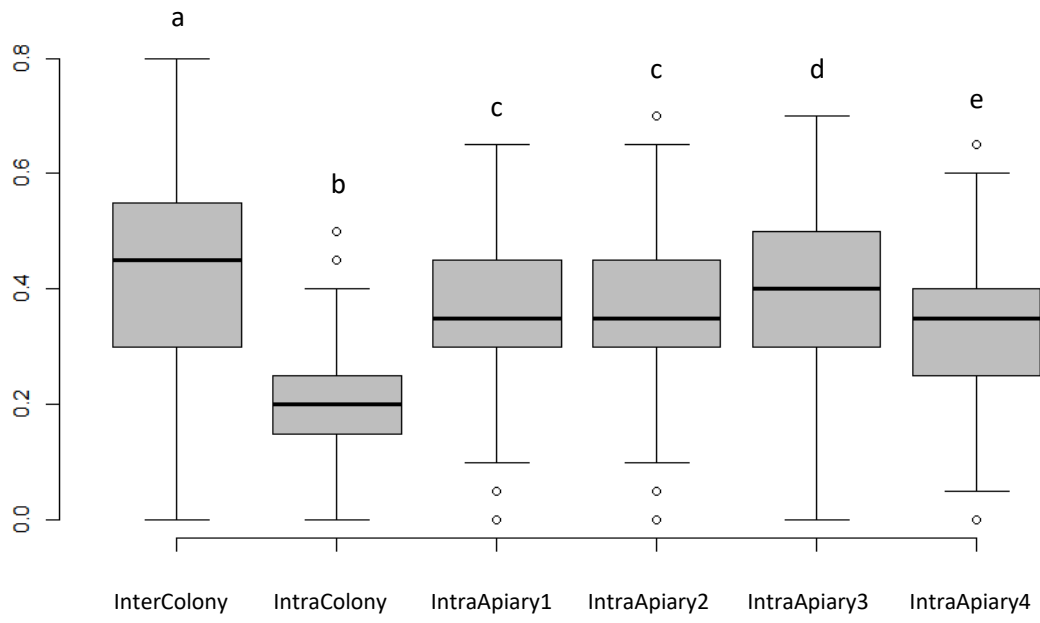 a
0.8
c
d
c
e
b
0.6
0.4
0.2
0.0
InterColony IntraColony IntraApiary1 IntraApiary2 IntraApiary3 IntraApiary4